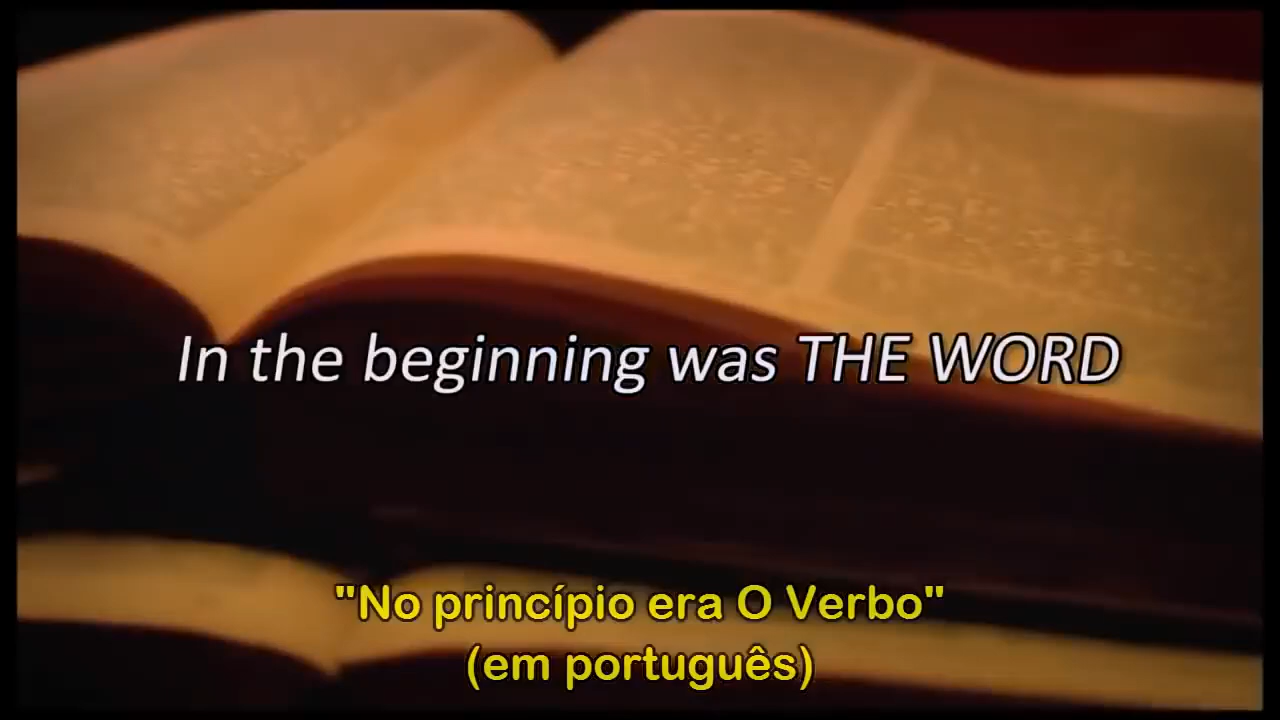 In the beginning was THE WORD
"No princípio era O Verbo"
(em português)